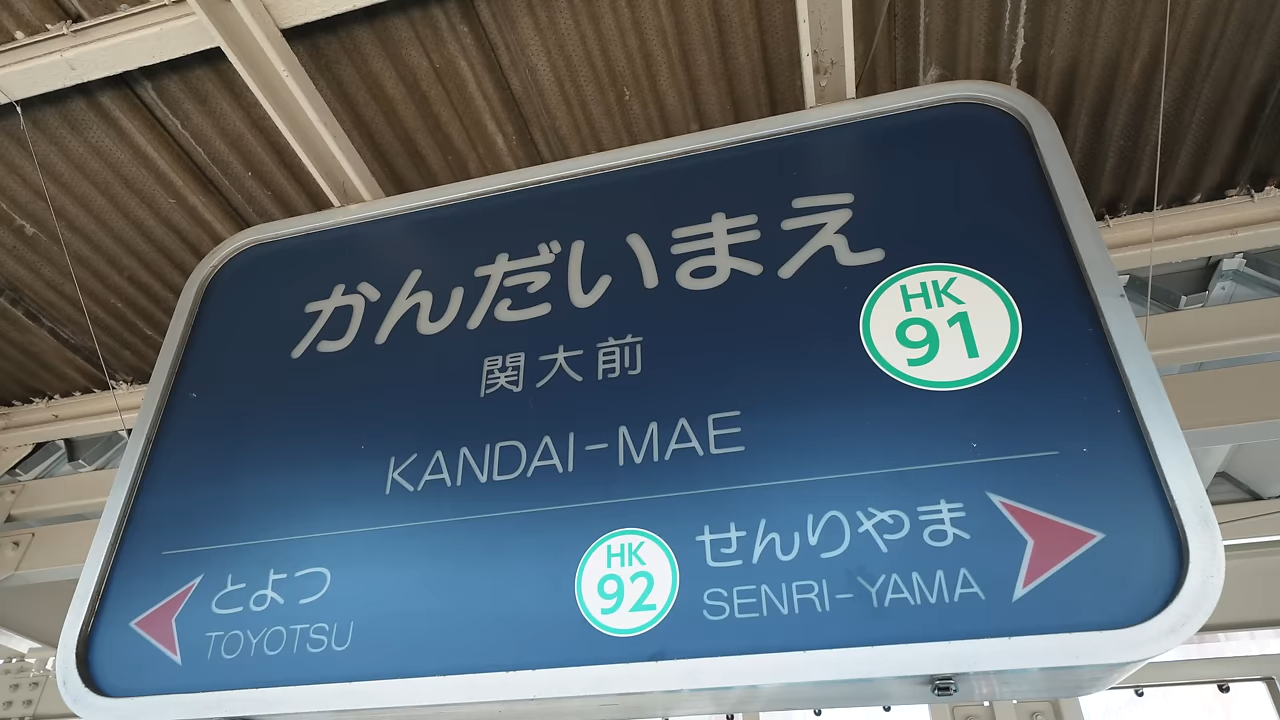 かんだいまえ
HK
91
関大前
KANDAI-MAE
とよつ
TOYOTSU
HK
92
せんりやま
SENRI-YAMA